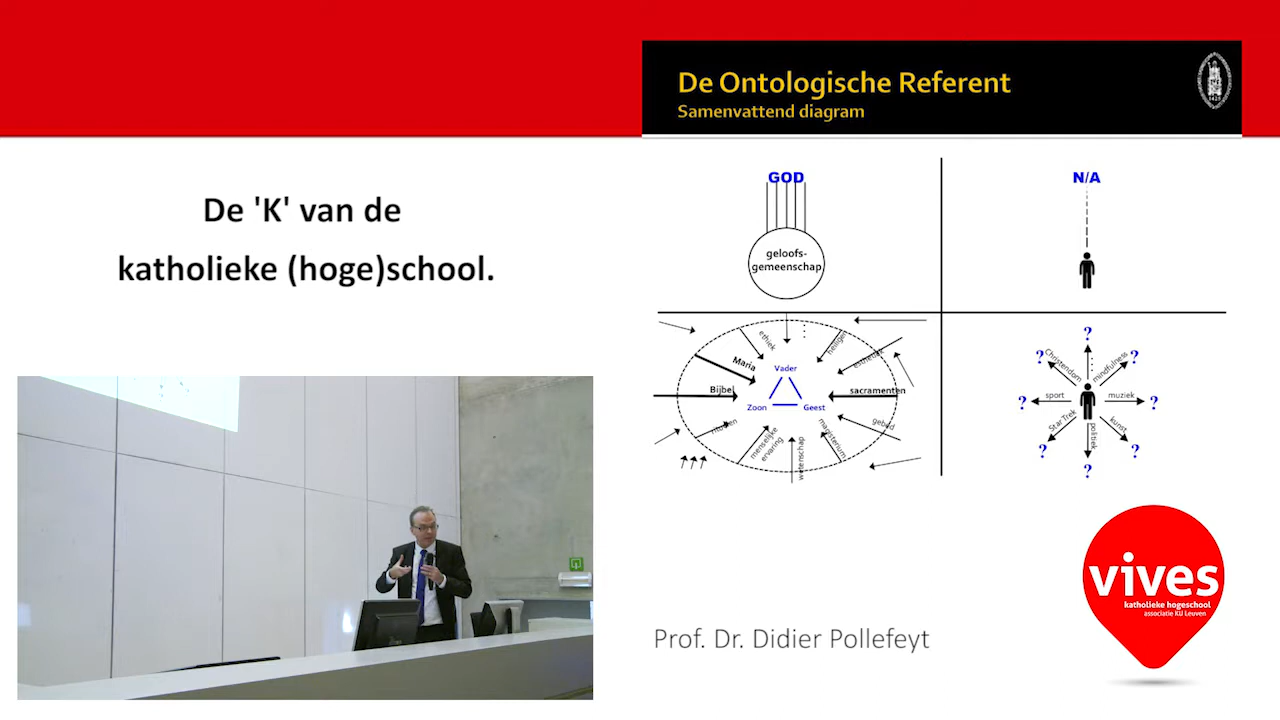 De Ontologische Referent
Samenvattend diagram
De 'K' van de
katholieke (hoge)school.
GOD
geloofs-
gemeenschap
N/A
ethiek
heiligen
esthetiek
Maria
Vader
Bijbel
sacramenten
Zoon
Geest
gebed
menselijke
ervaring
wetenschap
magisterium
?
?
Christendom
mindfulness
?
?
sport
muziek
?
?
Star Trek
politiek
kunst
?
?
vives
katholieke hogeschool
associatie KU Leuven
Prof. Dr. Didier Pollefeyt